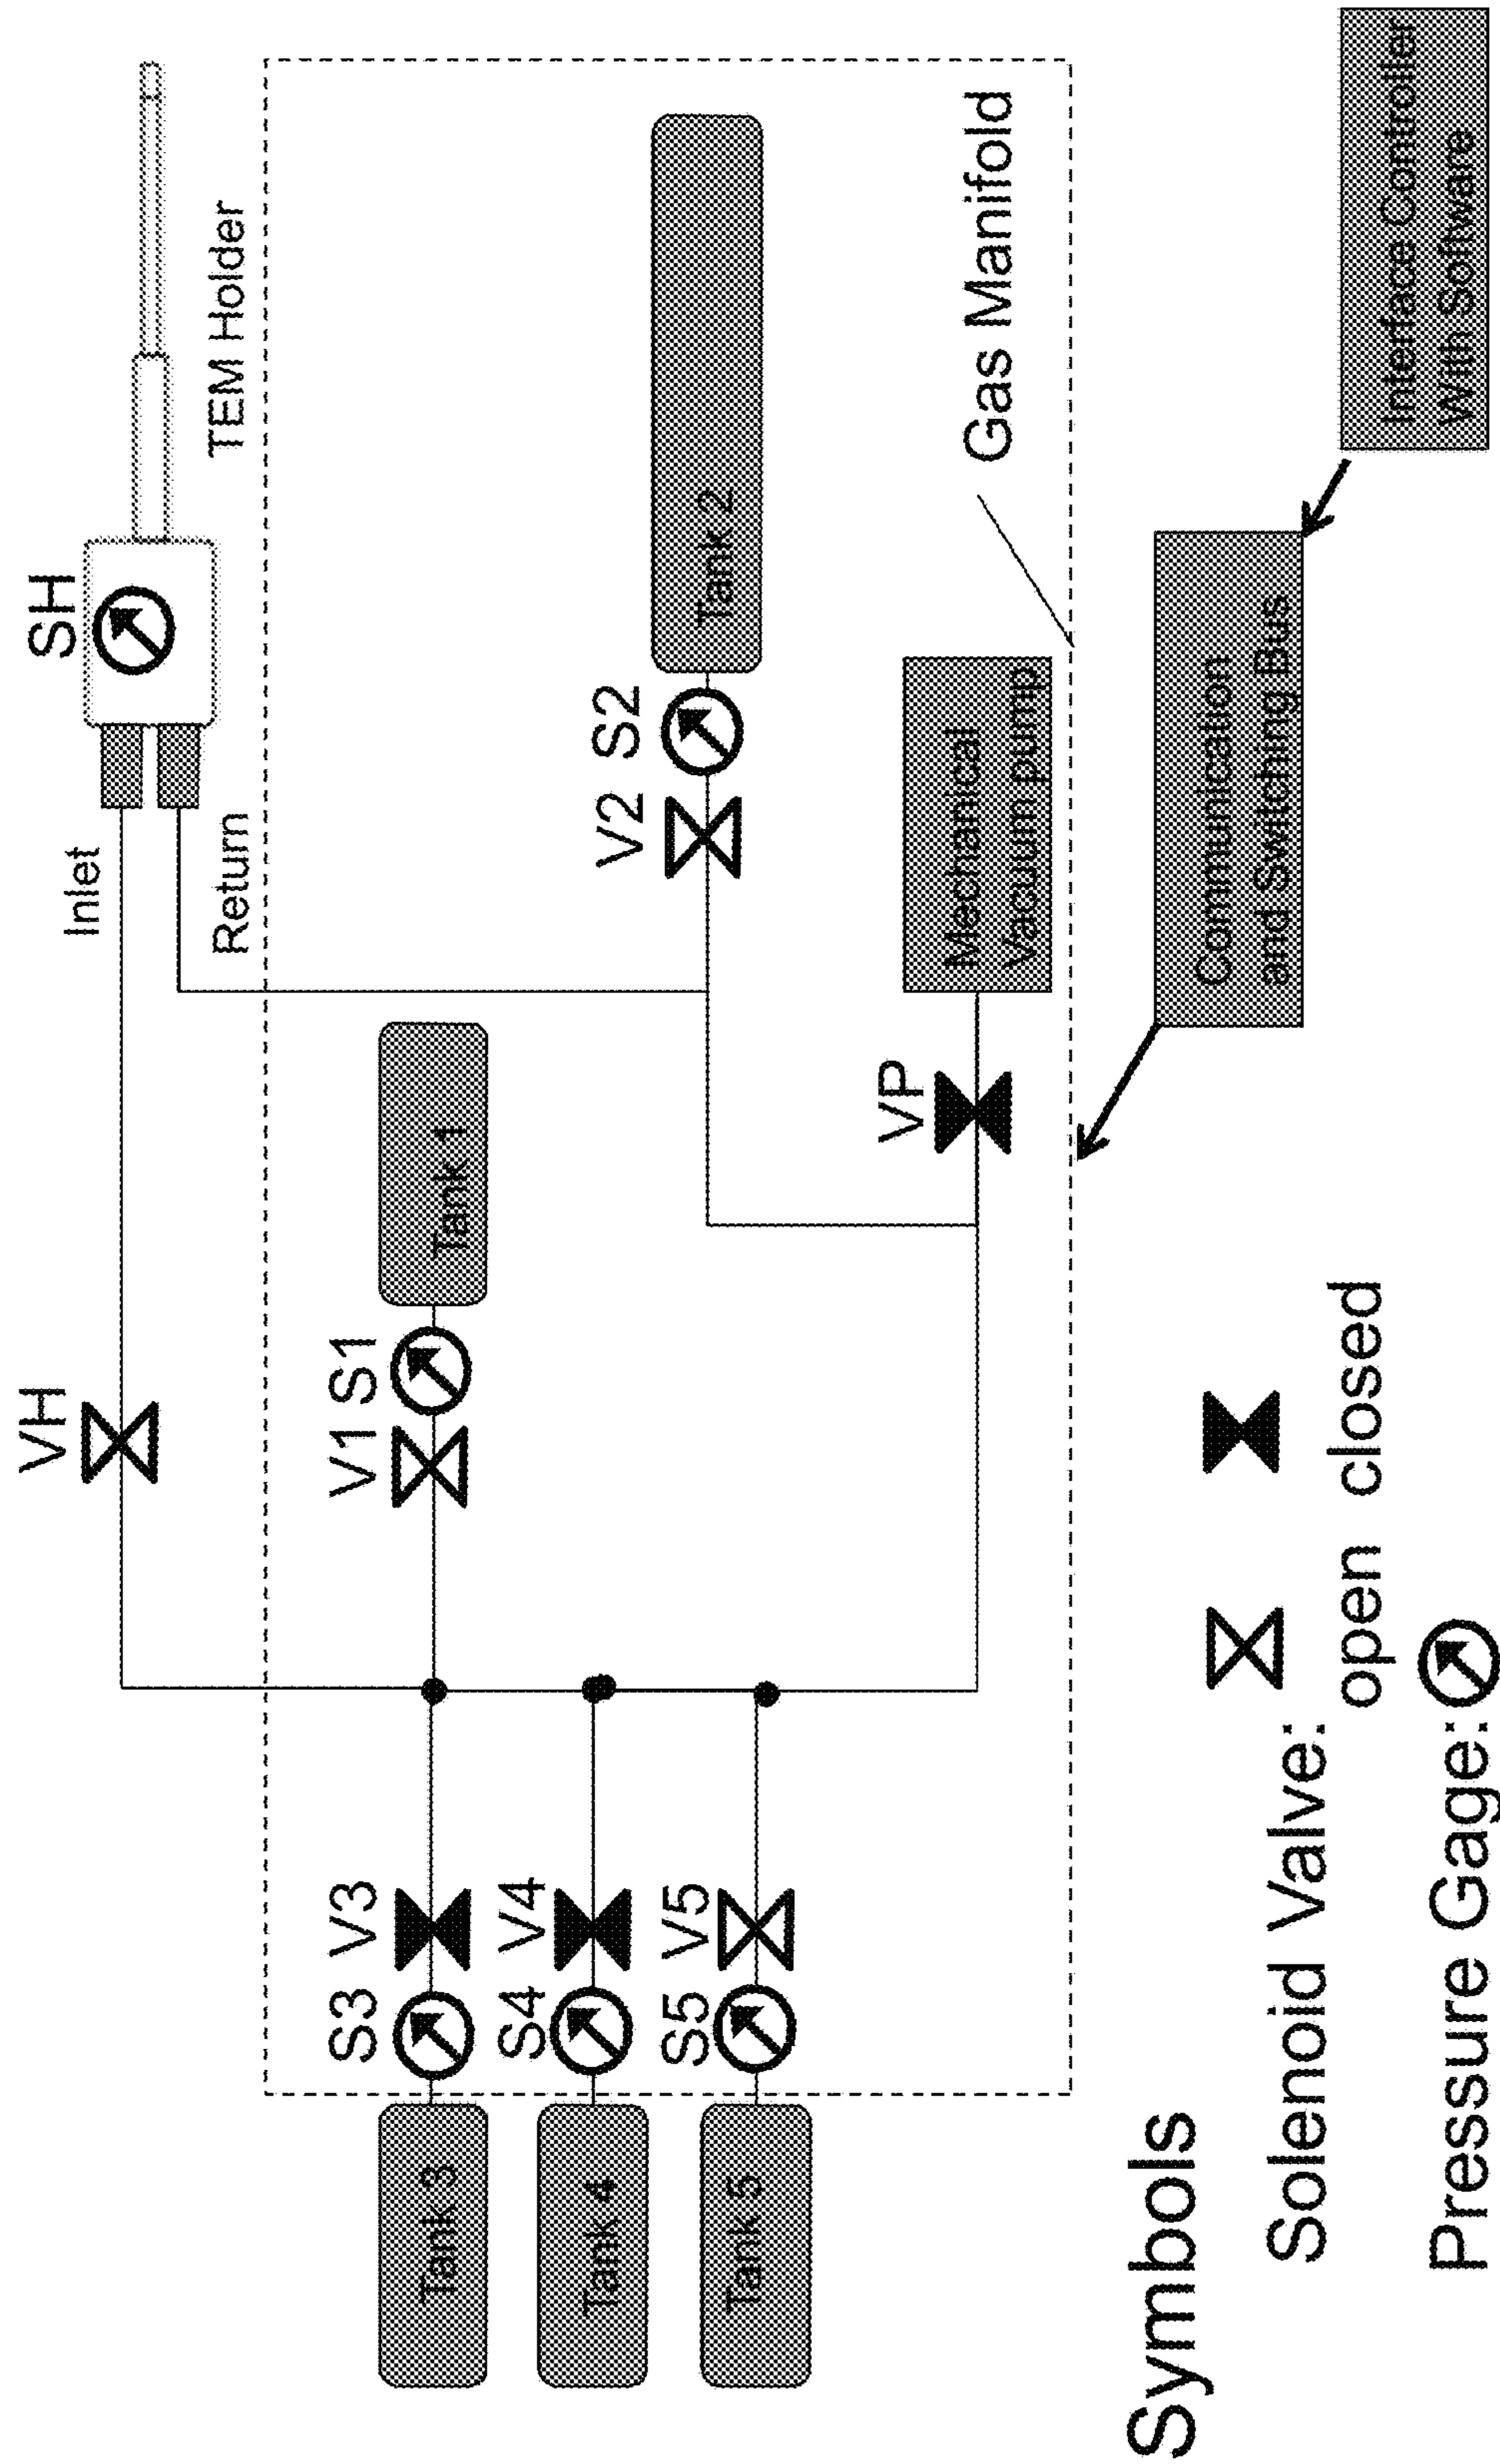 SH
VH
Inlet
Return
TEM Holder
V1
S1
Tank 1
V2
S2
Tank 2
S3
V3
Tank 3
S4
V4
Tank 4
S5
V5
Tank 5
VP
Mechanical
Vacuum pump
Gas Manifold
Communication
and Switching Bus
Interface Controller
With Software
Symbols
Solenoid Valve:
open closed
Pressure Gage: